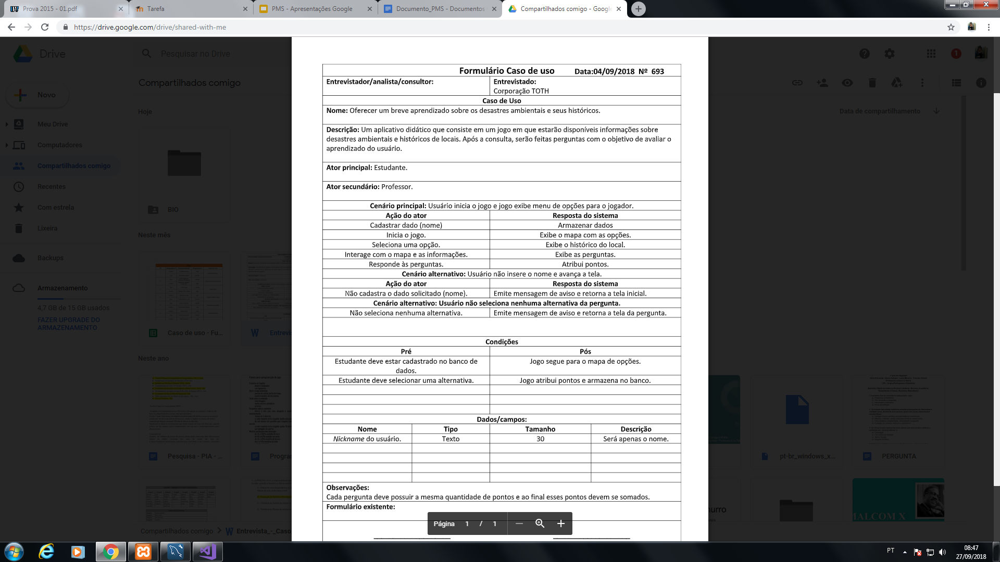 Prova 2015 - 01.pdf
Tarefa
PMS - Apresentações Google
Documento_PMS - Documentos
Compartilhados comigo - Google
https://drive.google.com/drive/shared-with-me
Drive
Pesquisar no Drive
1
Compartilhados comigo
Novo
Hoje
Data de compartilhamento
Meu Drive
Computadores
Compartilhados comigo
Recentes
Com estrela
BIO
Lixeira
Neste mês
Backups
Armazenamento
4,7 GB de 15 GB usados
FAZER UPGRADE DO
ARMAZENAMENTO
Caso de uso - Fu...
Neste ano
Pesquisa - PIA - ...
pt-br_windows_x...
PERGUNTA
MALCOM X
Compartilhados comigo
Entrevista_-_Caso
Formulário Caso de uso Data:04/09/2018 Nº 693
Entrevistador/analista/consultor:
Entrevistado:
Corporação TOTH
Caso de Uso
Nome: Oferecer um breve aprendizado sobre os desastres ambientais e seus históricos.
Descrição: Um aplicativo didático que consiste em um jogo em que estarão disponíveis informações sobre
desastres ambientais e históricos de locais. Após a consulta, serão feitas perguntas com o objetivo de avaliar o
aprendizado do usuário.
Ator principal: Estudante.
Ator secundário: Professor.
Cenário principal: Usuário inicia o jogo e jogo exibe menu de opções para o jogador.
Ação do ator Resposta do sistema
Cadastrar dado (nome) Armazenar dados
Inicia o jogo. Exibe o mapa com as opções.
Seleciona uma opção. Exibe o histórico do local.
Interage com o mapa e as informações. Exibe as perguntas.
Responde às perguntas. Atribui pontos.
Cenário alternativo: Usuário não insere o nome e avança a tela.
Ação do ator Resposta do sistema
Não cadastra o dado solicitado (nome). Emite mensagem de aviso e retorna a tela inicial.
Cenário alternativo: Usuário não seleciona nenhuma alternativa da pergunta.
Não seleciona nenhuma alternativa. Emite mensagem de aviso e retorna a tela da pergunta.
Condições
Pré Pós
Estudante deve estar cadastrado no banco de
dados.
Jogo segue para o mapa de opções.
Estudante deve selecionar uma alternativa. Jogo atribui pontos e armazena no banco.
Dados/campos:
Nome Tipo Tamanho Descrição
Nickname do usuário. Texto 30 Será apenas o nome.
Observações:
Cada pergunta deve possuir a mesma quantidade de pontos e ao final esses pontos devem se somados.
Formulário existente:
Página 1 / 1
PT
08:47
27/09/2018